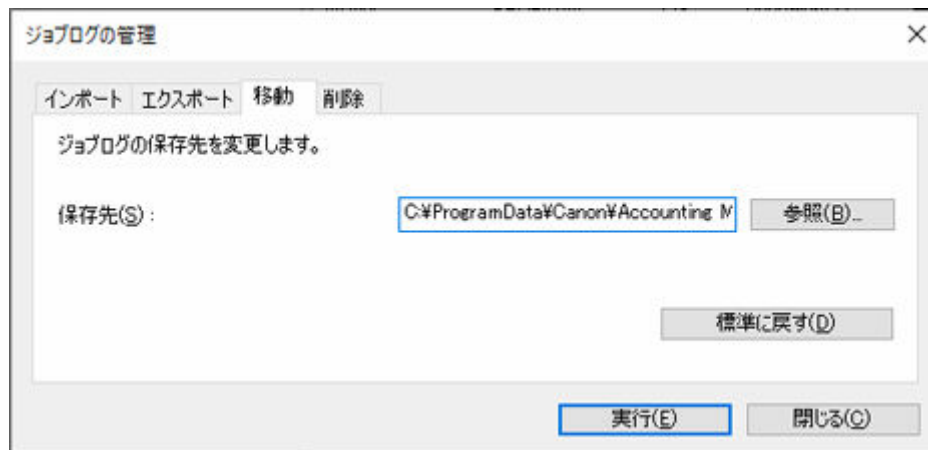 ジョブログの管理
インポート エクスポート 移動 削除
ジョブログの保存先を変更します。
保存先(S) : C:¥ProgramData¥Canon¥Accounting M 参照(B)...
標準に戻す(D)
実行(E) 閉じる(C)